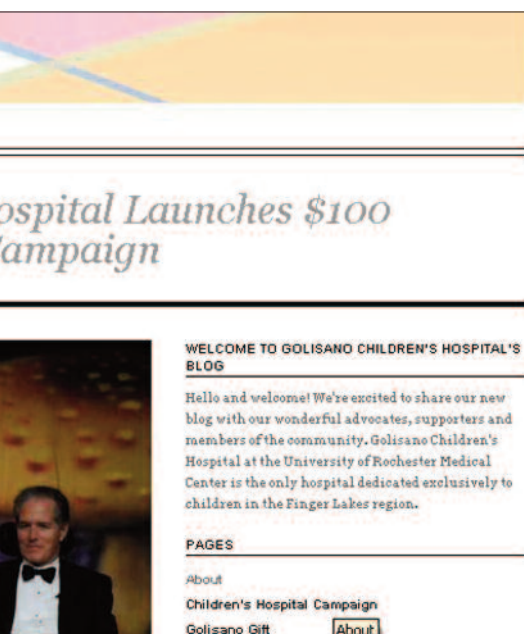 ospital Launches $100
ampaign
WELCOME TO GOLISANO CHILDREN'S HOSPITAL'S
BLOG
Hello and welcome! We're excited to share our new
blog with our wonderful advocates, supporters and
members of the community. Golisano Children's
Hospital at the University of Rochester Medical
Center is the only hospital dedicated exclusively to
children in the Finger Lakes region.
PAGES
About
Children's Hospital Campaign
Golisano Gift
About